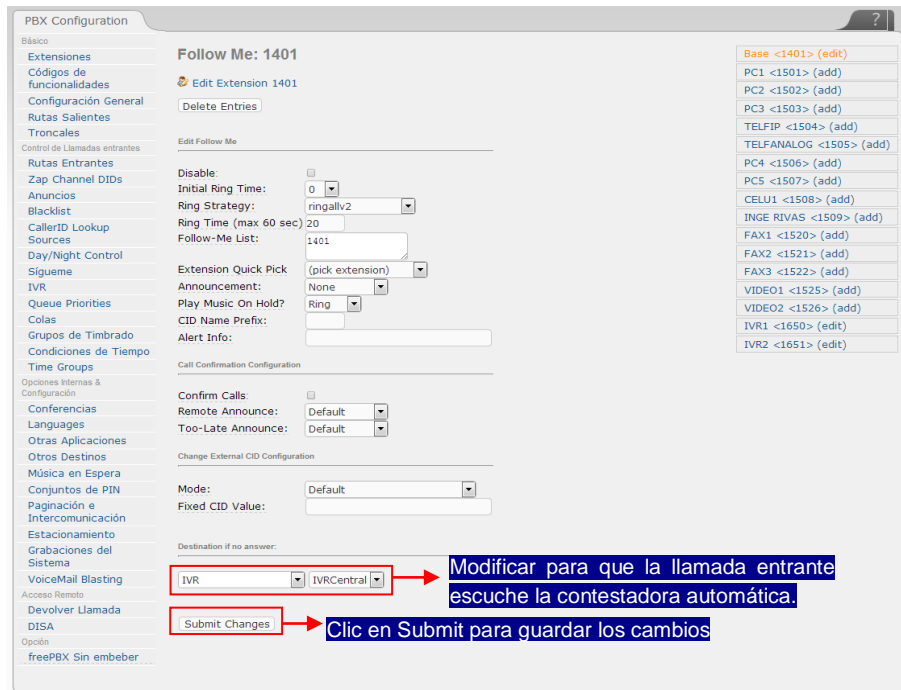 PBX Configuration
?
Básico
Extensiones
Códigos de
funcionalidades
Configuración General
Rutas Salientes
Troncales
Control de Llamadas entrantes
Rutas Entrantes
Zap Channel DIDs
Anuncios
Blacklist
CallerID Lookup
Sources
Day/Night Control
Sígueme
IVR
Queue Priorities
Colas
Grupos de Timbrado
Condiciones de Tiempo
Time Groups
Opciones Internas &
Configuración
Conferencias
Languages
Otras Aplicaciones
Otros Destinos
Música en Espera
Conjuntos de PIN
Paginación e
Intercomunicación
Estacionamiento
Grabaciones del
Sistema
VoiceMail Blasting
Acceso Remoto
Devolver Llamada
DISA
Opción
freePBX Sin embeber
Follow Me: 1401
Edit Extension 1401
Delete Entries
Edit Follow Me
Disable:
Initial Ring Time: 0
Ring Strategy: ringallv2
Ring Time (max 60 sec) 20
Follow-Me List: 1401
Extension Quick Pick (pick extension)
Announcement: None
Play Music On Hold? Ring
CID Name Prefix:
Alert Info:
Call Confirmation Configuration
Confirm Calls:
Remote Announce: Default
Too-Late Announce: Default
Change External CID Configuration
Mode: Default
Fixed CID Value:
Destination if no answer:
IVR IVRCentral
Modificar para que la llamada entrante
escuche la contestadora automática.
Submit Changes
Clic en Submit para guardar los cambios
Base <1401> (edit)
PC1 <1501> (add)
PC2 <1502> (add)
PC3 <1503> (add)
TELFIP <1504> (add)
TELFANALOG <1505> (add)
PC4 <1506> (add)
PC5 <1507> (add)
CELU1 <1508> (add)
INGE RIVAS <1509> (add)
FAX1 <1520> (add)
FAX2 <1521> (add)
FAX3 <1522> (add)
VIDEO1 <1525> (add)
VIDEO2 <1526> (add)
IVR1 <1650> (edit)
IVR2 <1651> (edit)